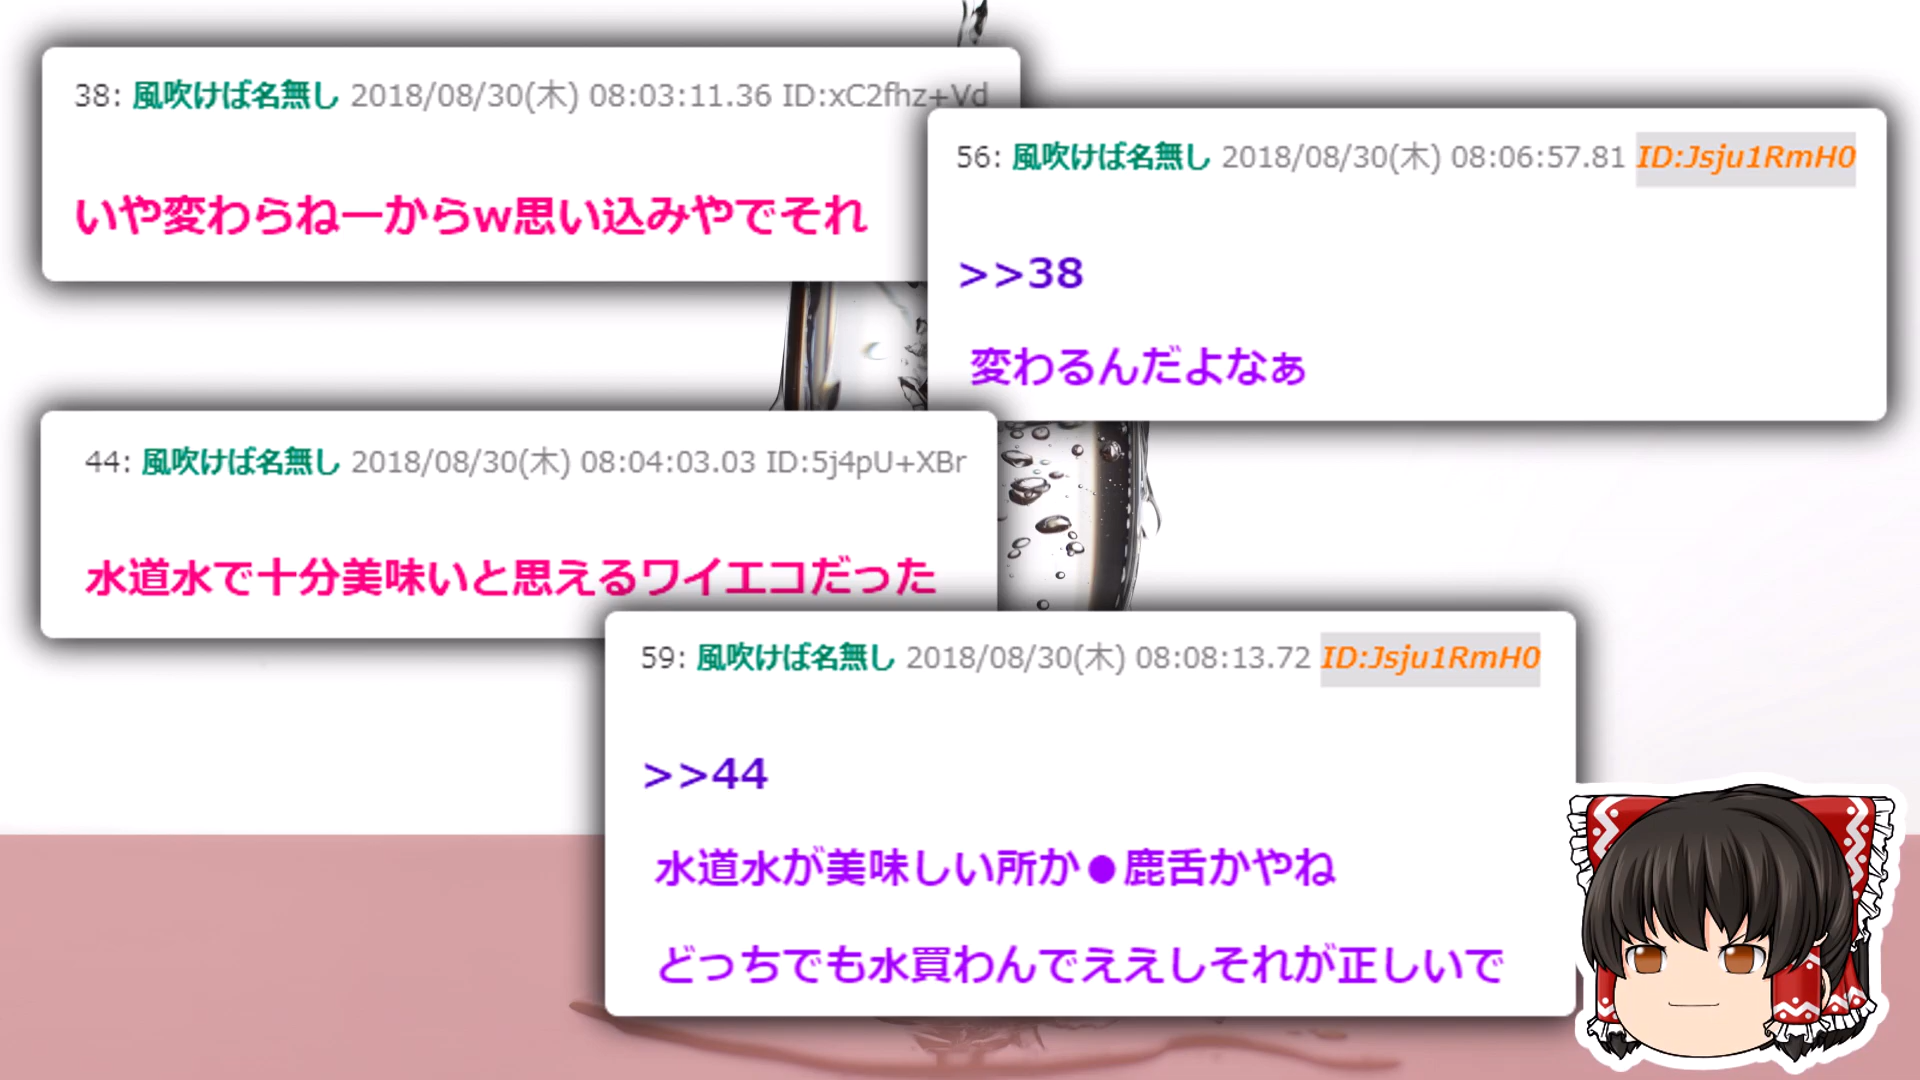 38: 風吹けば名無し 2018/08/30(木) 08:03:11.36 ID:xC2fhz+Vd
いや変わらねーからw思い込みやでそれ
56: 風吹けば名無し 2018/08/30(木) 08:06:57.81 ID:Jsju1RmH0
>>38
変わるんだよなぁ
44: 風吹けば名無し 2018/08/30(木) 08:04:03.03 ID:5j4pU+XBr
水道水で十分美味いと思えるワイエコだった
59: 風吹けば名無し 2018/08/30(木) 08:08:13.72 ID:Jsju1RmH0
>>44
水道水が美味しい所か●鹿舌かやね
どっちでも水買わんでええしそれが正しいで